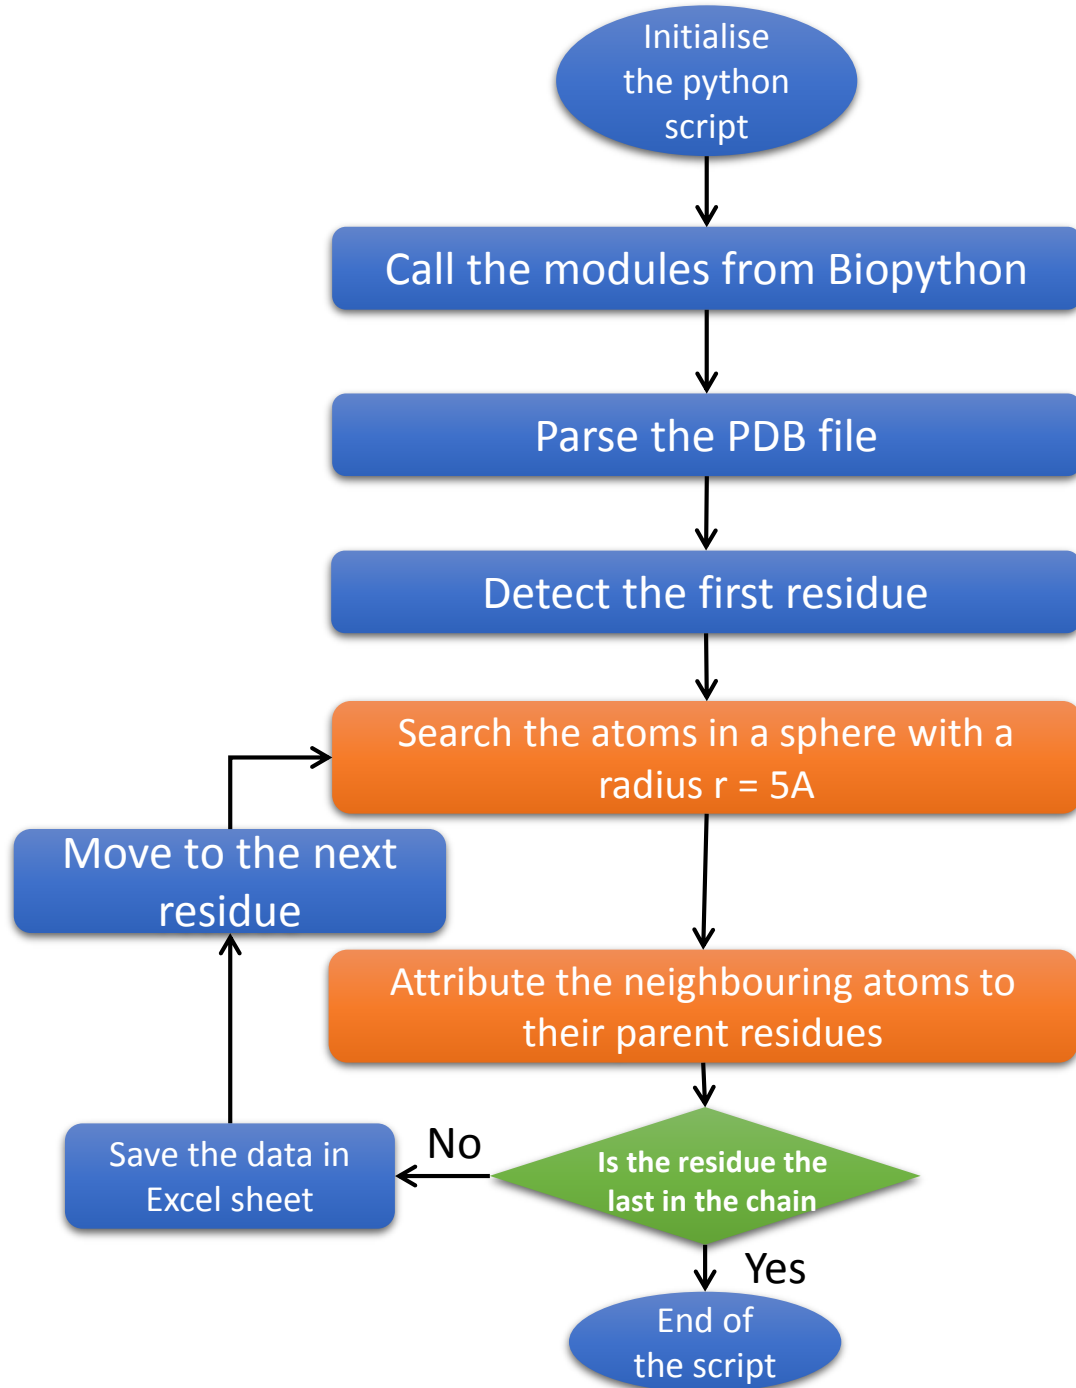 Initialise
the python
script
Call the modules from Biopython
Parse the PDB file
Detect the first residue
Search the atoms in a sphere with a
radius r = 5A
Move to the next
residue
Attribute the neighbouring atoms to
their parent residues
Save the data in
Excel sheet
No
Is the residue the
last in the chain
Yes
End of
the script